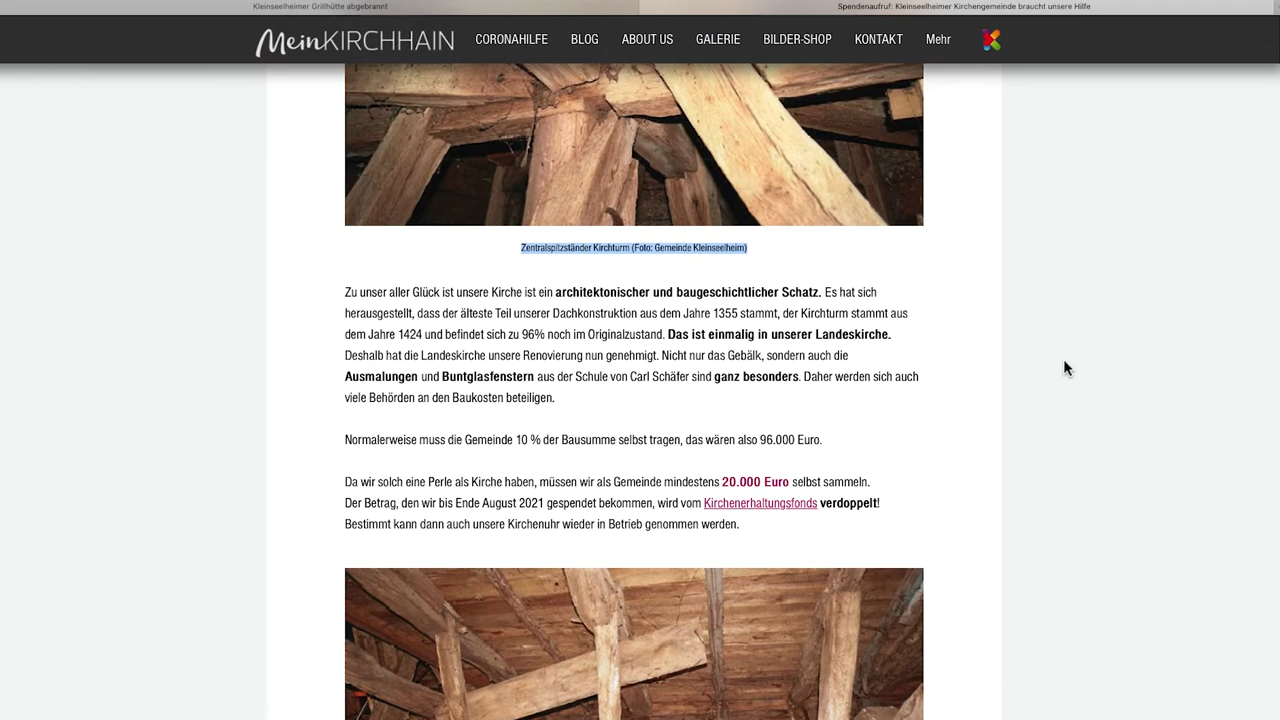 Kleinseelheimer Grillhütte abgebrannt
Spendenaufruf: Kleinseelheimer Kirchengemeinde braucht unsere Hilfe
MeinKIRCHHAIN CORONAHILFE BLOG ABOUT US GALERIE BILDER-SHOP KONTAKT Mehr
Zentralspitzständer Kirchturm (Foto: Gemeinde Kleinseelheim)
Zu unser aller Glück ist unsere Kirche ist ein architektonischer und baugeschichtlicher Schatz. Es hat sich
herausgestellt, dass der älteste Teil unserer Dachkonstruktion aus dem Jahre 1355 stammt, der Kirchturm stammt aus
dem Jahre 1424 und befindet sich zu 96% noch im Originalzustand. Das ist einmalig in unserer Landeskirche.
Deshalb hat die Landeskirche unsere Renovierung nun genehmigt. Nicht nur das Gebälk, sondern auch die
Ausmalungen und Buntglasfenstern aus der Schule von Carl Schäfer sind ganz besonders. Daher werden sich auch
viele Behörden an den Baukosten beteiligen.
Normalerweise muss die Gemeinde 10 % der Bausumme selbst tragen, das wären also 96.000 Euro.
Da wir solch eine Perle als Kirche haben, müssen wir als Gemeinde mindestens 20.000 Euro selbst sammeln.
Der Betrag, den wir bis Ende August 2021 gespendet bekommen, wird vom Kirchenerhaltungsfonds verdoppelt!
Bestimmt kann dann auch unsere Kirchenuhr wieder in Betrieb genommen werden.